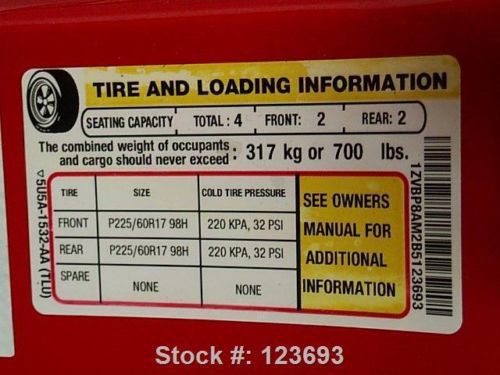 TIRE AND LOADING INFORMATION
SEATING CAPACITY TOTAL : 4 FRONT: 2 REAR: 2
The combined weight of occupants and cargo should never exceed : 317 kg or 700 lbs.
TIRE SIZE COLD TIRE PRESSURE
FRONT P225/60R17 98H 220 KPA, 32 PSI
REAR P225/60R17 98H 220 KPA, 32 PSI
SPARE NONE NONE
SEE OWNERS
MANUAL FOR
ADDITIONAL
INFORMATION
5U5A-1532-AA (TLU)
1ZVBP8AM2B5123693
Stock #: 123693